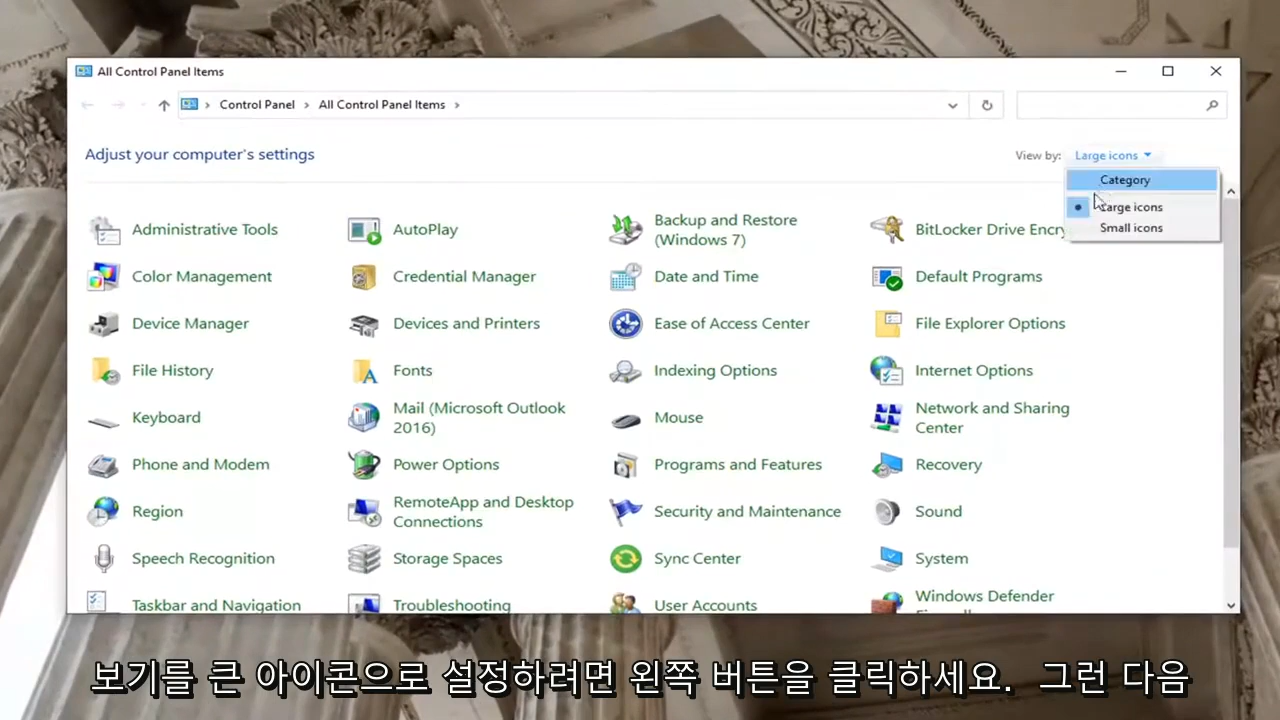 All Control Panel Items
Control Panel > All Control Panel Items >
Adjust your computer's settings
View by: Large icons
Category
Large icons
Small icons
Administrative Tools
AutoPlay
Backup and Restore
(Windows 7)
BitLocker Drive Encry
Color Management
Credential Manager
Date and Time
Default Programs
Device Manager
Devices and Printers
Ease of Access Center
File Explorer Options
File History
Fonts
Indexing Options
Internet Options
Keyboard
Mail (Microsoft Outlook
2016)
Mouse
Network and Sharing
Center
Phone and Modem
Power Options
Programs and Features
Recovery
Region
RemoteApp and Desktop
Connections
Security and Maintenance
Sound
Speech Recognition
Storage Spaces
Sync Center
System
Taskbar and Navigation
Troubleshooting
User Accounts
Windows Defender
보기를 큰 아이콘으로 설정하려면 왼쪽 버튼을 클릭하세요. 그런 다음